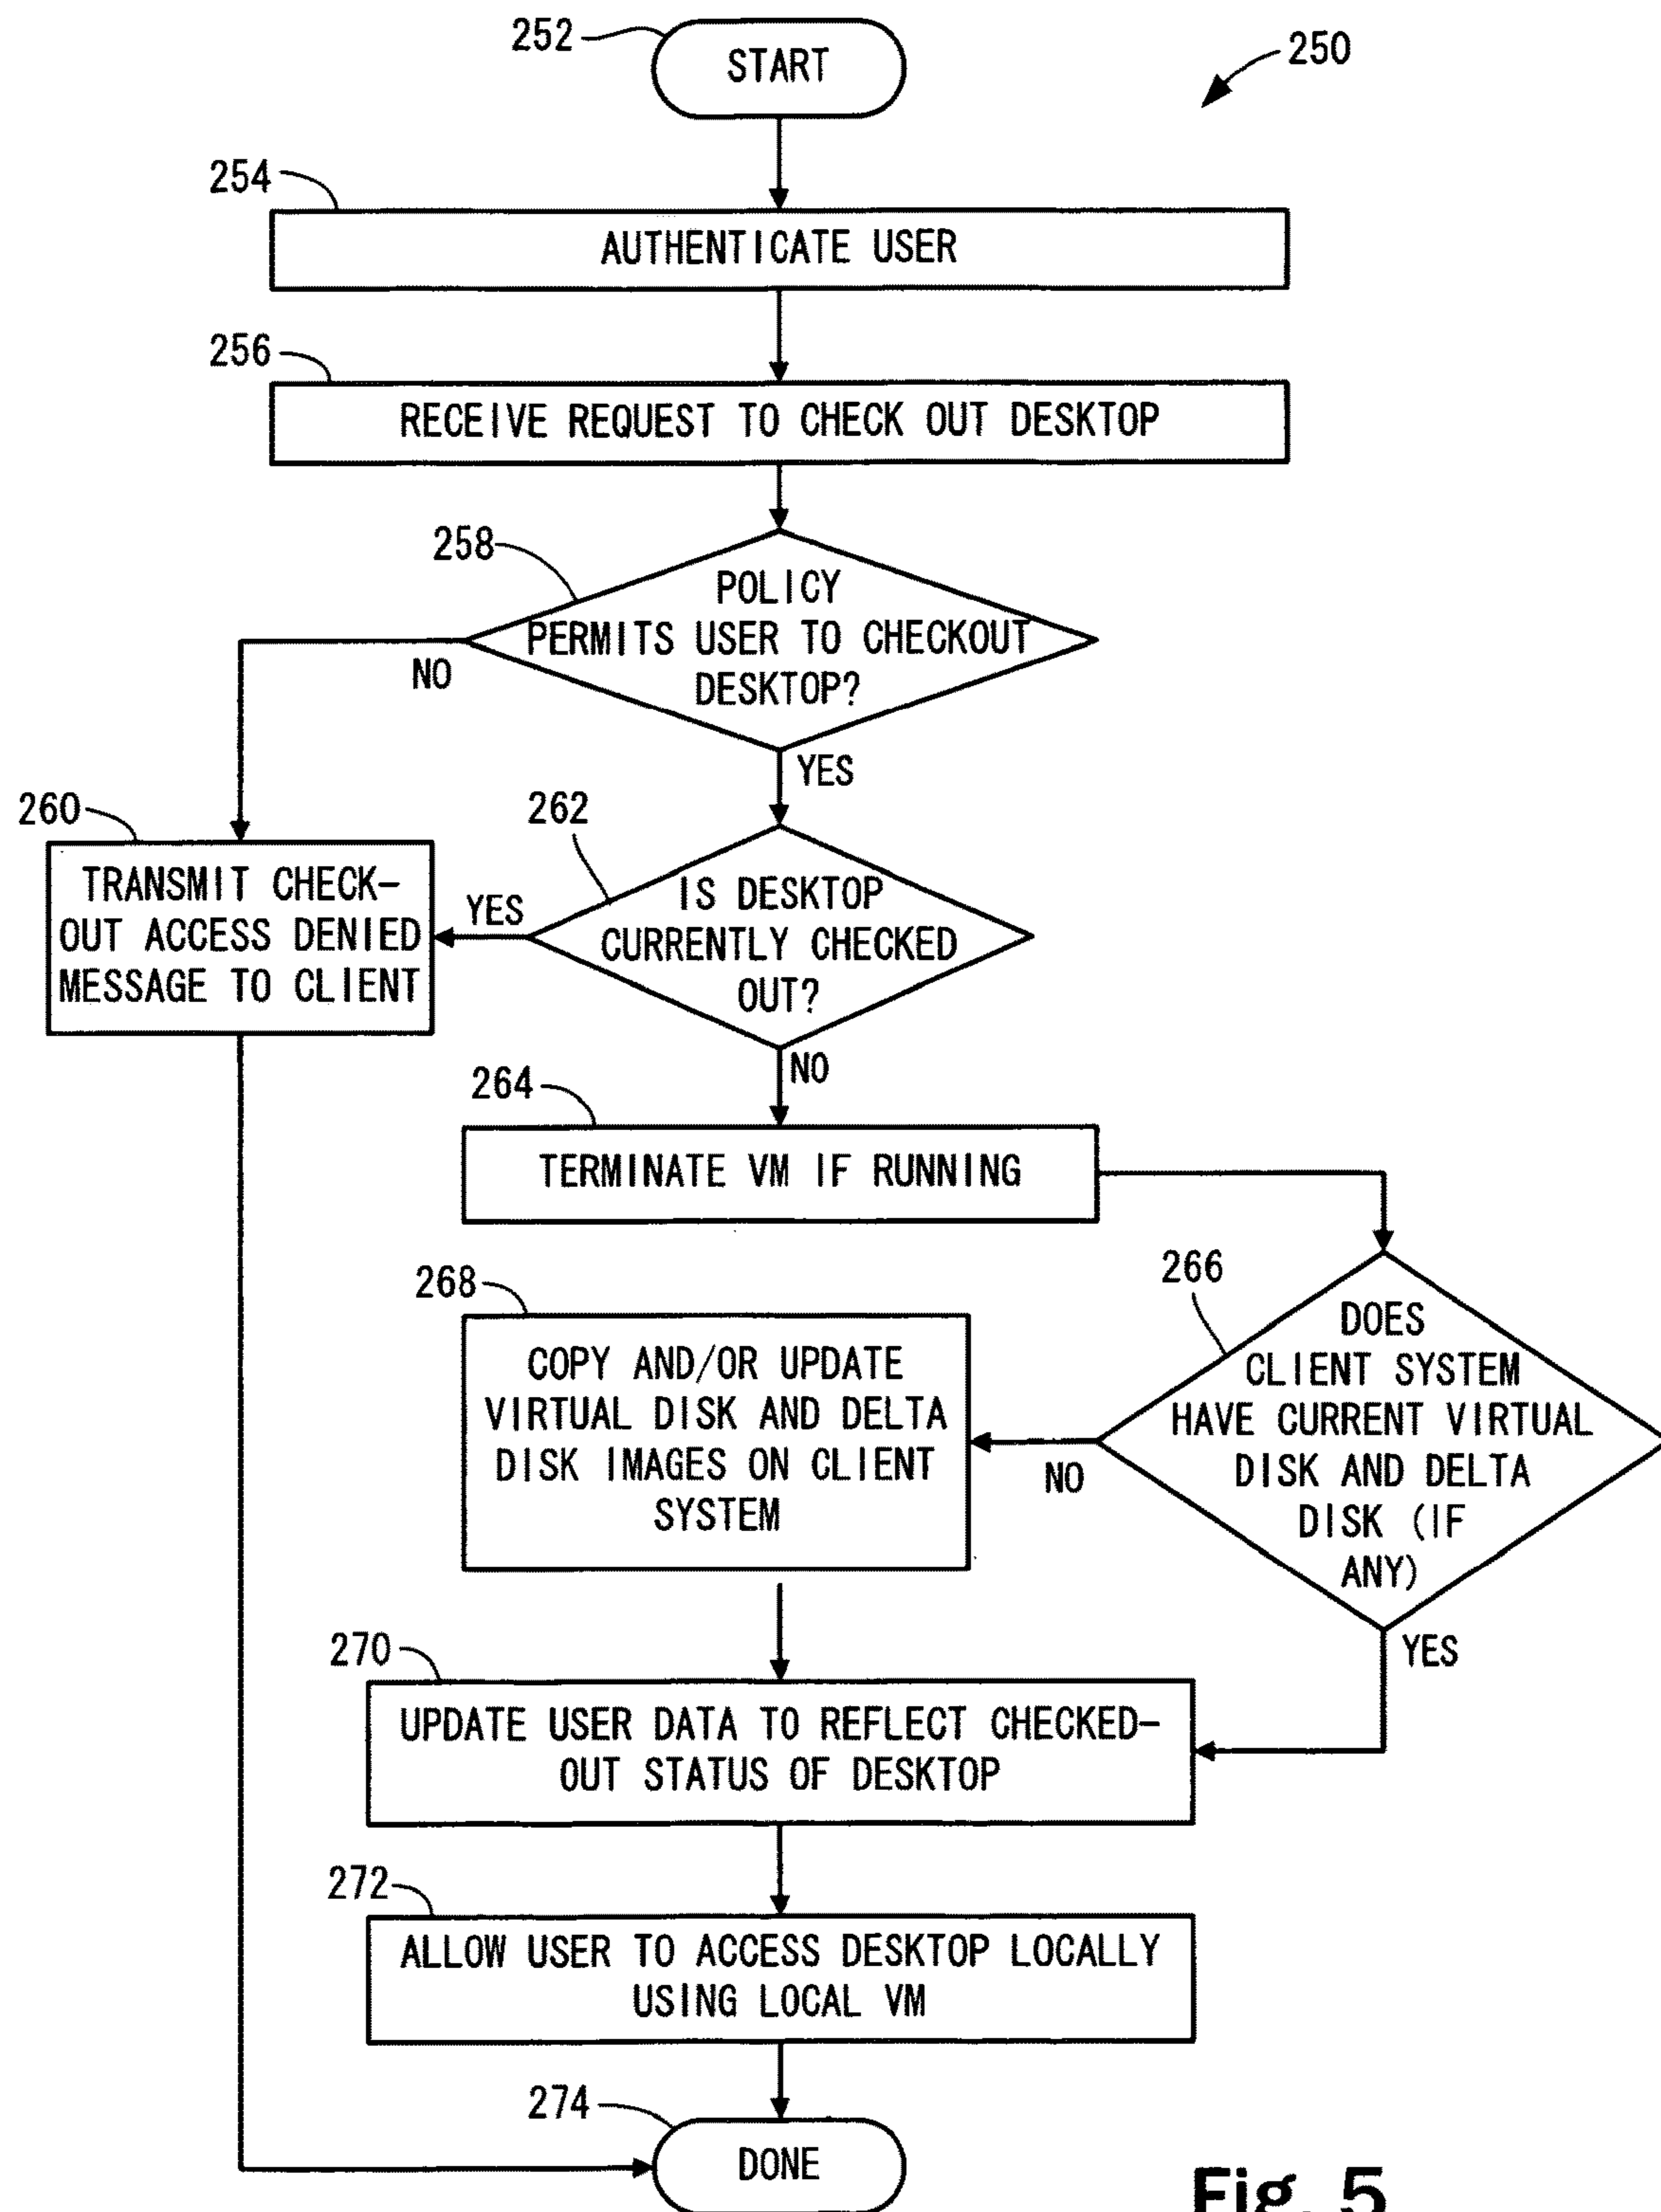 252
START
250
254
AUTHENTICATE USER
256
RECEIVE REQUEST TO CHECK OUT DESKTOP
258
POLICY
PERMITS USER TO CHECKOUT
DESKTOP?
NO
YES
260
TRANSMIT CHECK-
OUT ACCESS DENIED
MESSAGE TO CLIENT
262
YES
IS DESKTOP
CURRENTLY CHECKED
OUT?
NO
264
TERMINATE VM IF RUNNING
266
DOES
CLIENT SYSTEM
HAVE CURRENT VIRTUAL
DISK AND DELTA
DISK (IF
ANY)
NO
YES
268
COPY AND/OR UPDATE
VIRTUAL DISK AND DELTA
DISK IMAGES ON CLIENT
SYSTEM
270
UPDATE USER DATA TO REFLECT CHECKED-
OUT STATUS OF DESKTOP
272
ALLOW USER TO ACCESS DESKTOP LOCALLY
USING LOCAL VM
274
DONE
Fig. 5